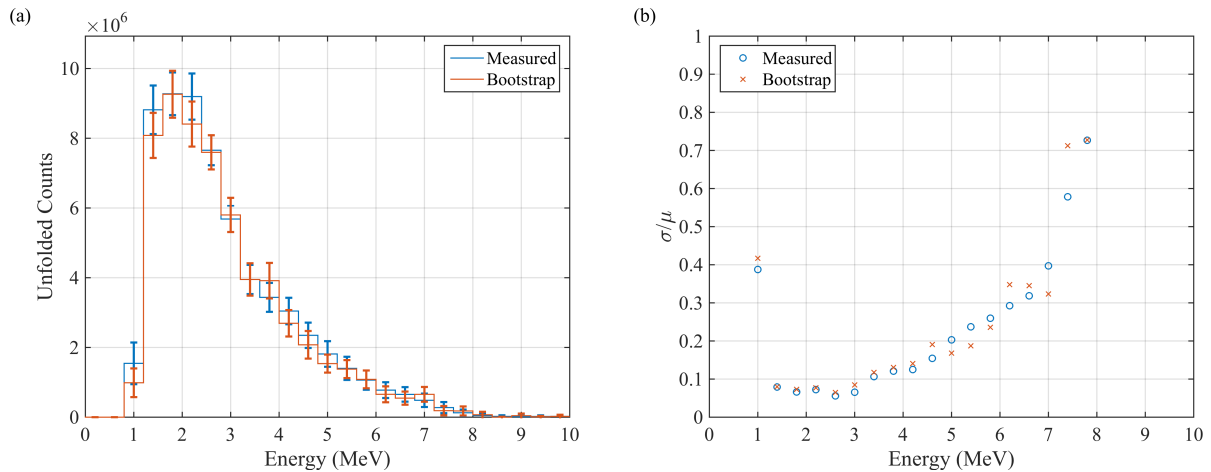 (a)
×10⁶
10
8
6
4
2
0
Unfolded Counts
Measured
Bootstrap
0 1 2 3 4 5 6 7 8 9 10
Energy (MeV)
(b)
1
0.9
0.8
0.7
0.6
0.5
0.4
0.3
0.2
0.1
0
σ/μ
Measured
Bootstrap
0 1 2 3 4 5 6 7 8 9 10
Energy (MeV)